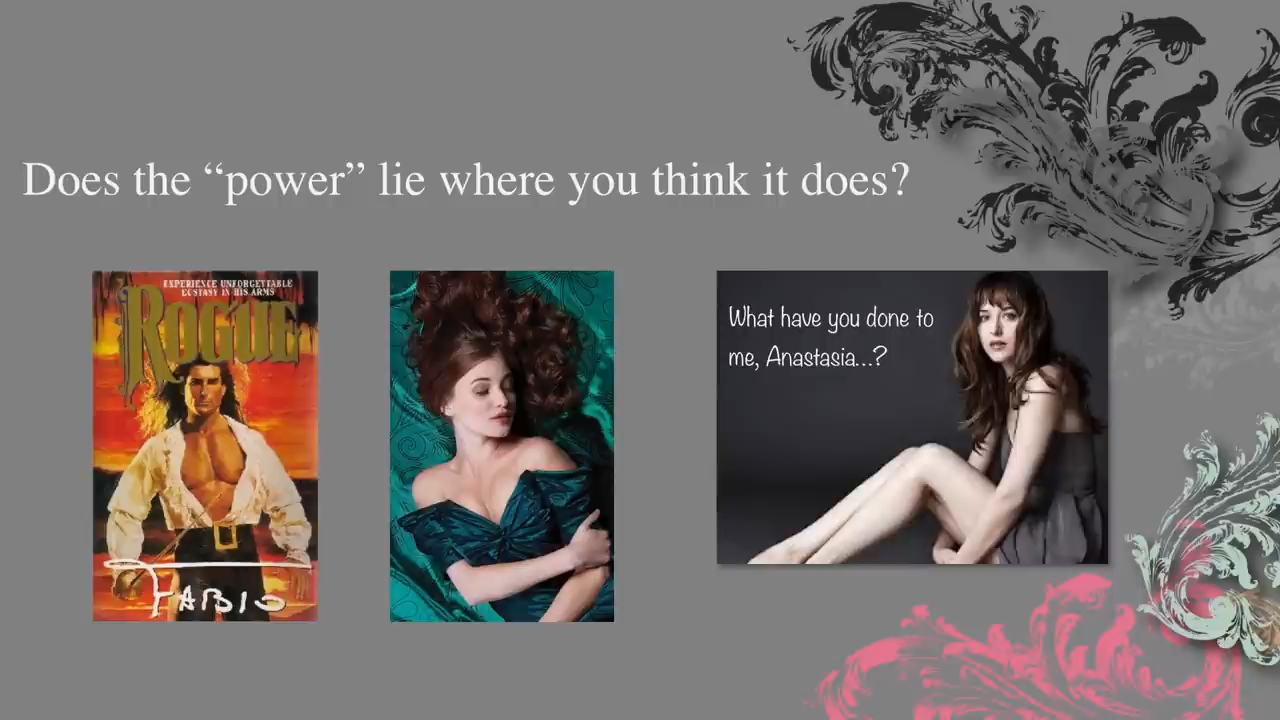 Does the “power” lie where you think it does?
EXPERIENCE UNFORGETTABLE
ECSTASY IN HIS ARMS
ROGUE
FABIO
What have you done to
me, Anastasia...?